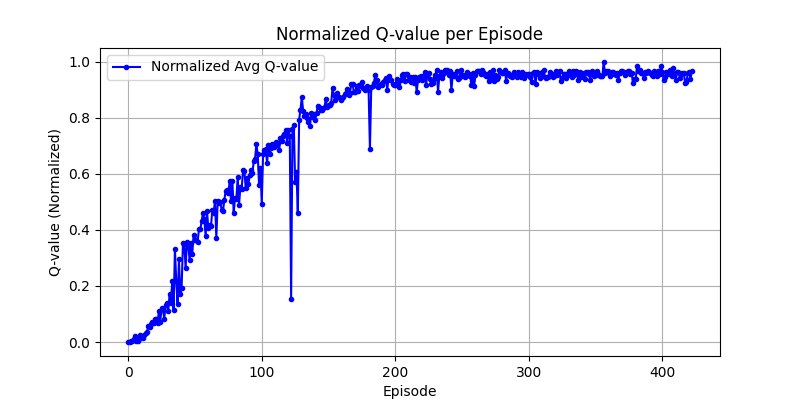 Normalized Q-value per Episode
Normalized Avg Q-value
Q-value (Normalized)
1.0
0.8
0.6
0.4
0.2
0.0
0 100 200 300 400
Episode